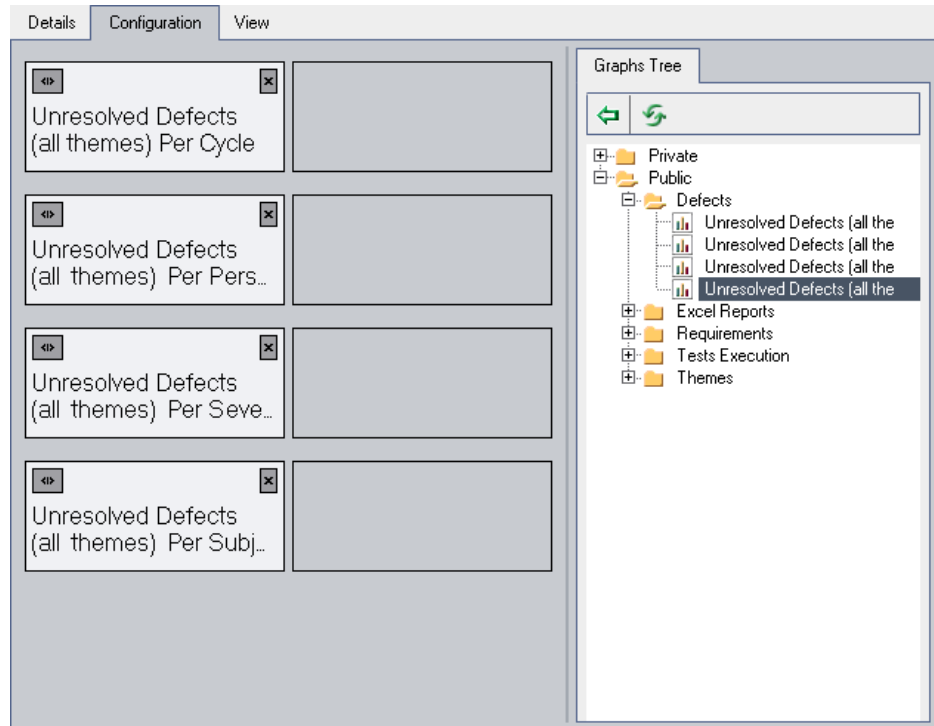 Details Configuration View
Unresolved Defects
(all themes) Per Cycle
Unresolved Defects
(all themes) Per Pers...
Unresolved Defects
(all themes) Per Seve...
Unresolved Defects
(all themes) Per Subj...
Graphs Tree
Private
Public
Defects
Unresolved Defects (all the
Unresolved Defects (all the
Unresolved Defects (all the
Unresolved Defects (all the
Excel Reports
Requirements
Tests Execution
Themes